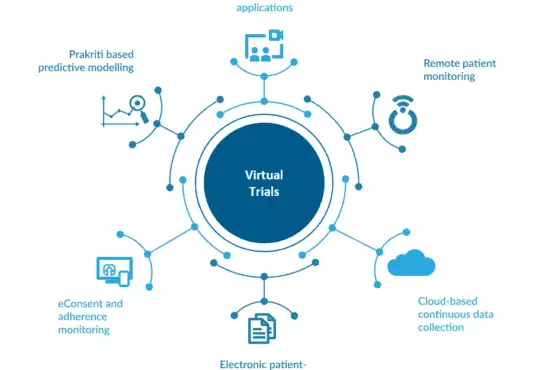 applications
Prakriti based
predictive modelling
Remote patient
monitoring
Virtual
Trials
eConsent and
adherence
monitoring
Cloud-based
continuous data
collection
Electronic patient-